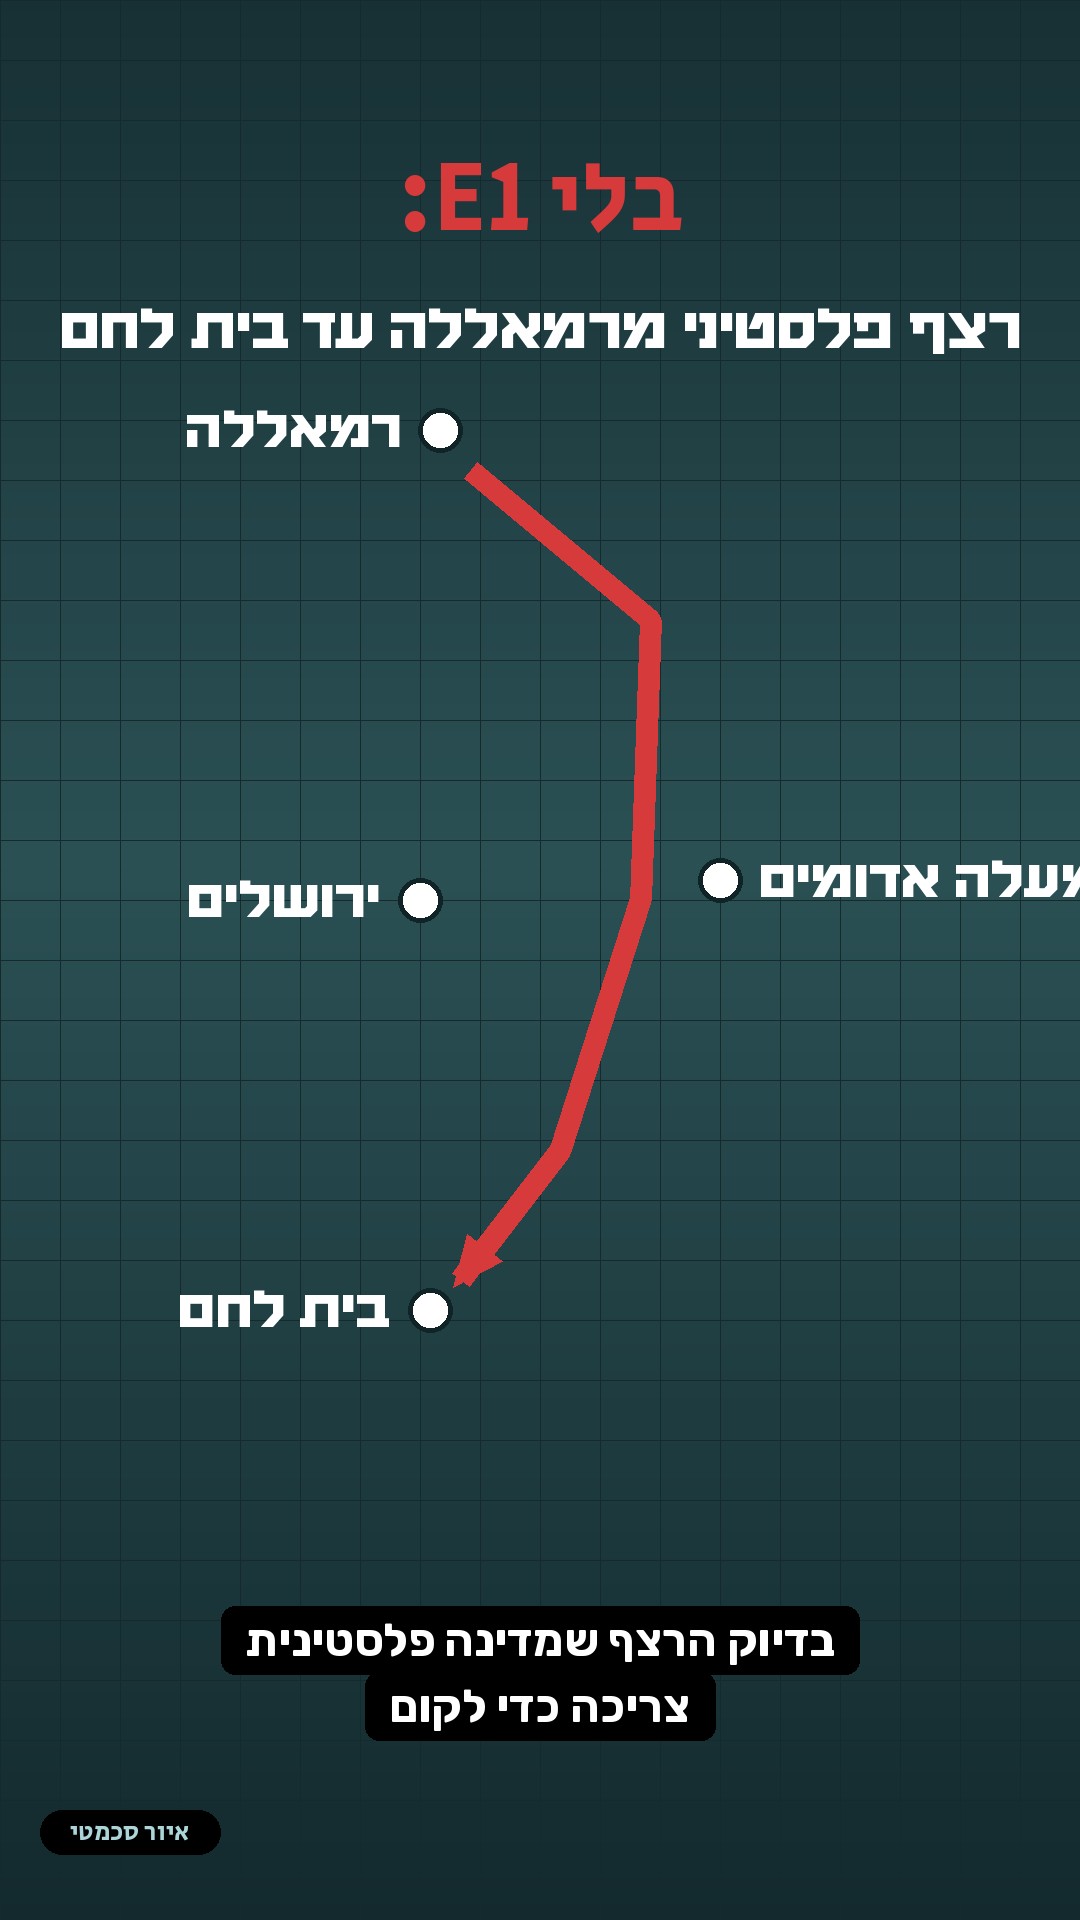 בלי E1:
רצף פלסטיני מרמאללה עד בית לחם
רמאללה
מעלה אדומים
ירושלים
בית לחם
בדיוק הרצף שמדינה פלסטינית
צריכה כדי לקום
איור סכמטי